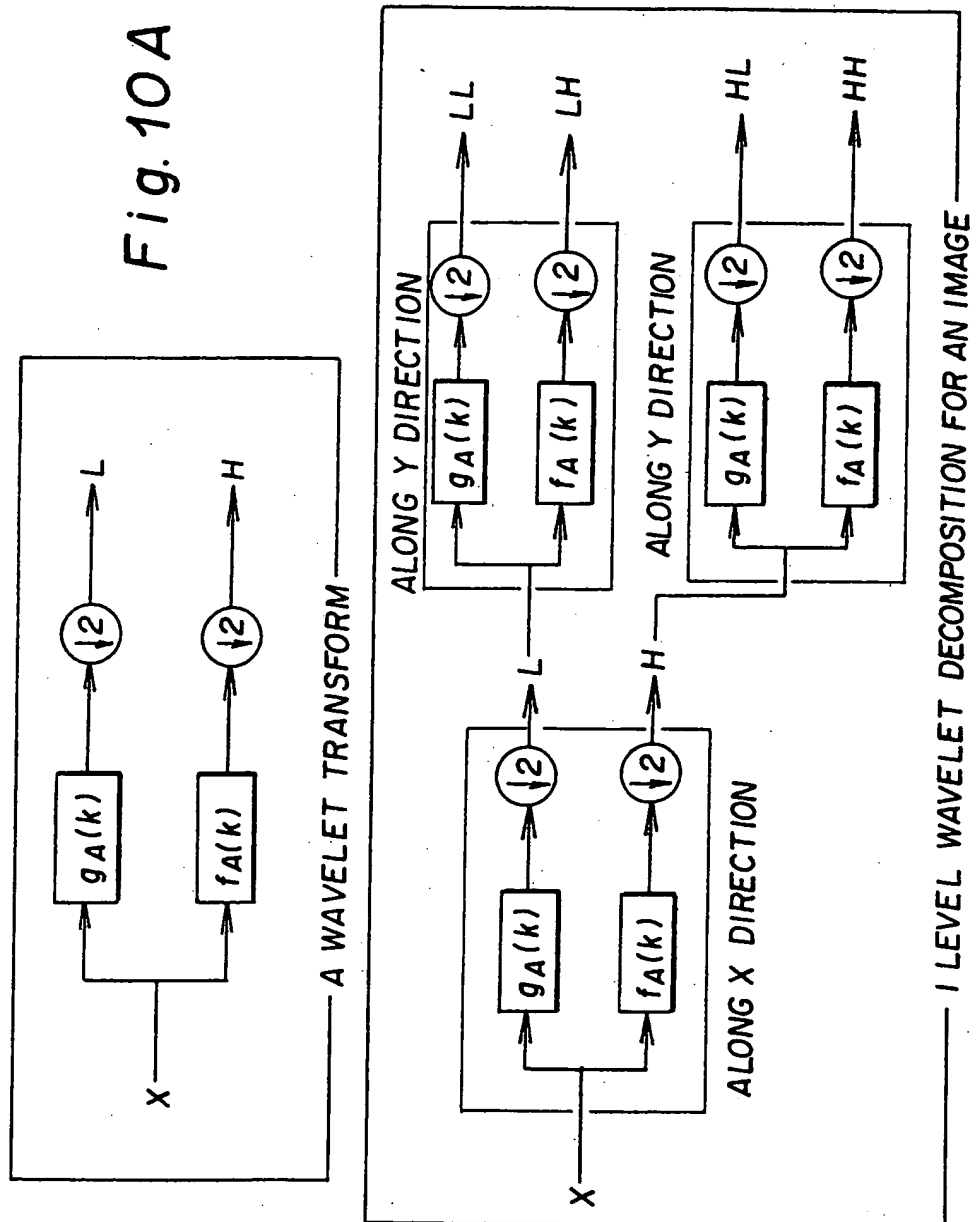 Fig. 10A
X
gA(k)
↓2
L
fA(k)
↓2
H
A WAVELET TRANSFORM
X
gA(k)
↓2
L
fA(k)
↓2
H
ALONG X DIRECTION
ALONG Y DIRECTION
gA(k)
↓2
LL
fA(k)
↓2
LH
ALONG Y DIRECTION
gA(k)
↓2
HL
fA(k)
↓2
HH
1 LEVEL WAVELET DECOMPOSITION FOR AN IMAGE